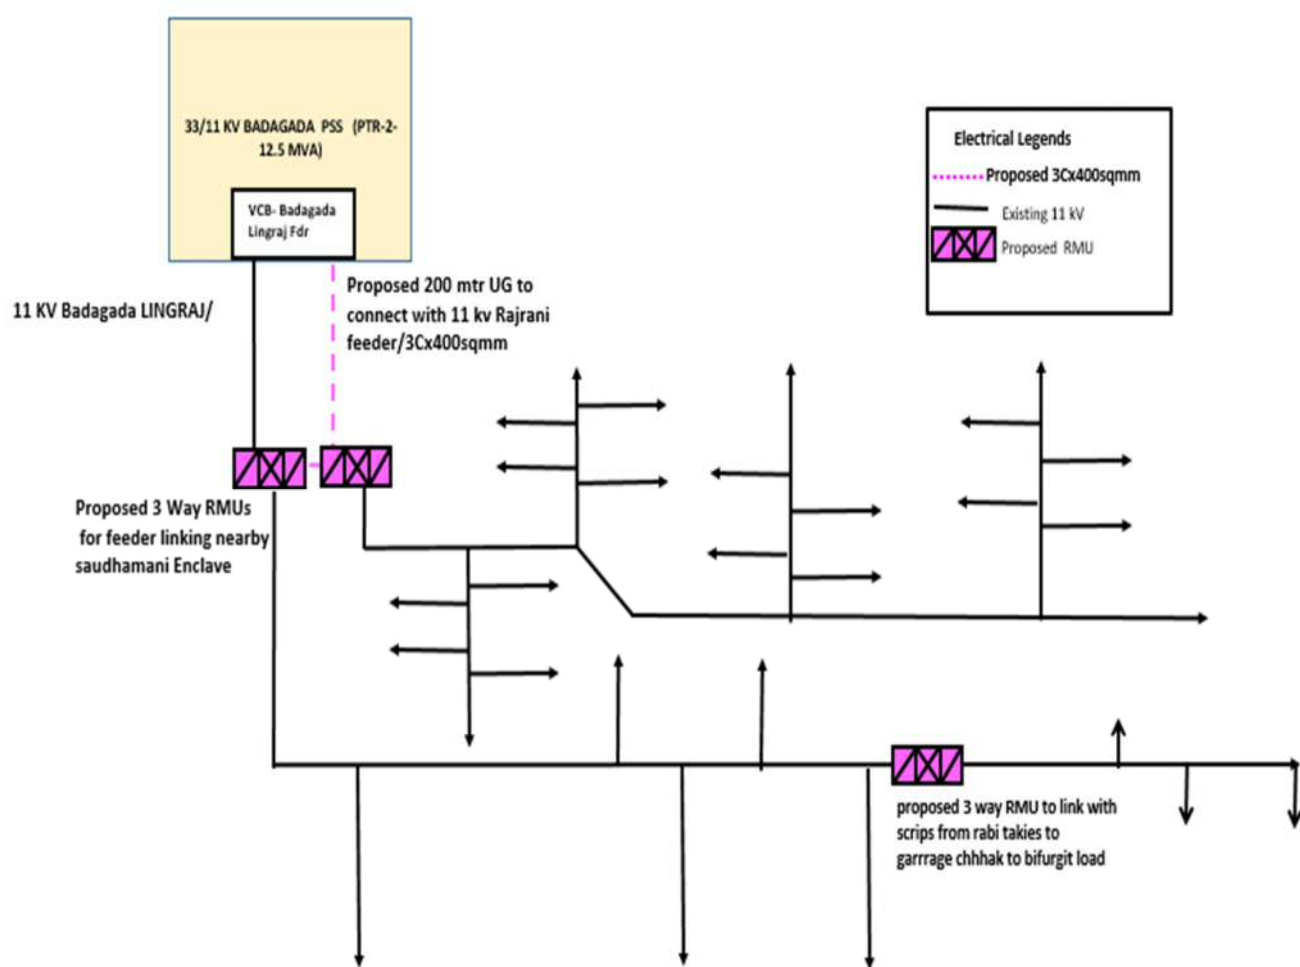 33/11 KV BADAGADA PSS (PTR-2-
12.5 MVA)
VCB- Badagada
Lingraj Fdr
Electrical Legends
Proposed 3Cx400sqmm
Existing 11 kV
Proposed RMU
11 KV Badagada LINGRAJ/
Proposed 200 mtr UG to
connect with 11 kv Rajrani
feeder/3Cx400sqmm
Proposed 3 Way RMUs
for feeder linking nearby
saudhamani Enclave
proposed 3 way RMU to link with
scrips from rabi takies to
garrrage chhhak to bifurgit load